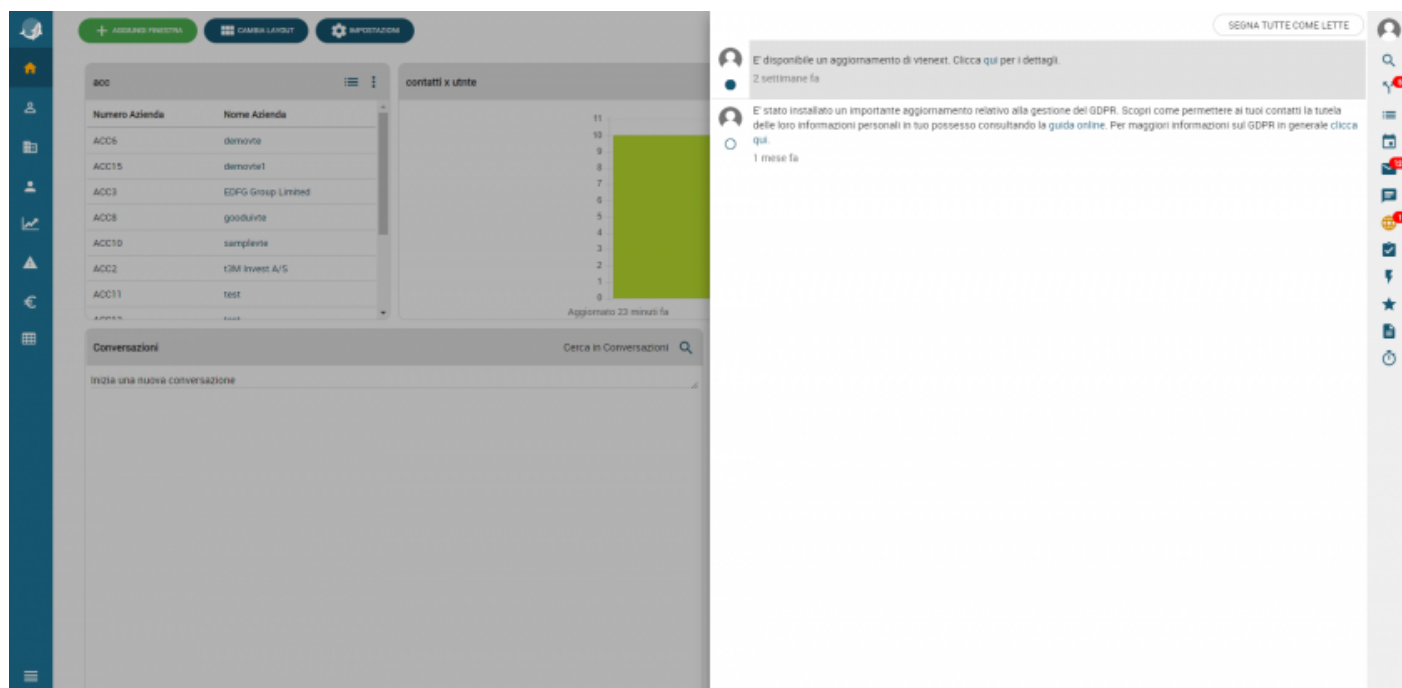 AGGIUNGI FINESTRA
CAMBIA LAYOUT
IMPOSTAZIONI
SEGNA TUTTE COME LETTE
acc
Numero Azienda Nome Azienda
ACC6 demovte
ACC15 demovte1
ACC3 EDFG Group Limited
ACC8 gooduivte
ACC10 samplevte
ACC2 t3M Invest A/S
ACC11 test
contatti x utnte
11
10
9
8
7
6
5
4
3
2
1
0
Aggiornato 23 minuti fa
Conversazioni
Cerca in Conversazioni
Inizia una nuova conversazione
E' disponibile un aggiornamento di vtenext. Clicca qui per i dettagli.
2 settimane fa
E' stato installato un importante aggiornamento relativo alla gestione del GDPR. Scopri come permettere ai tuoi contatti la tutela
delle loro informazioni personali in tuo possesso consultando la guida online. Per maggiori informazioni sul GDPR in generale clicca
qui.
1 mese fa